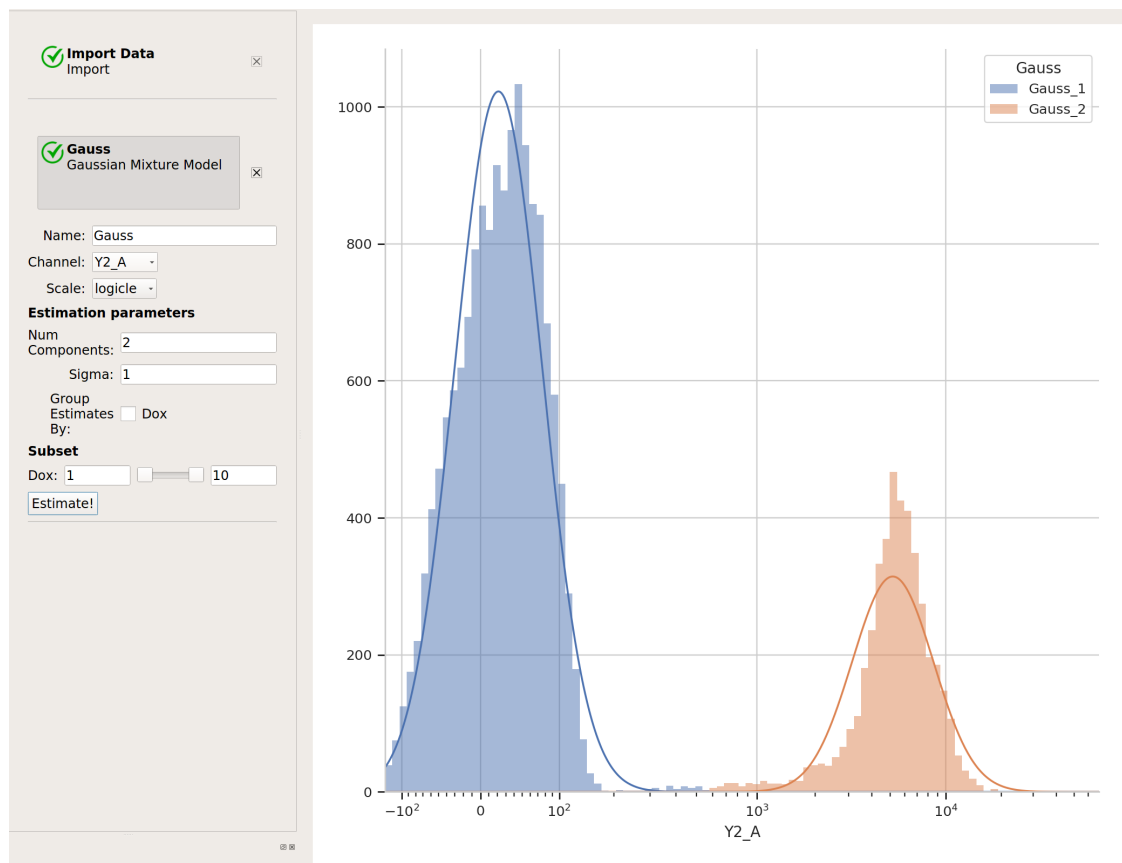 Import Data
Import
Gauss
Gaussian Mixture Model
Name: Gauss
Channel: Y2_A
Scale: logicle
Estimation parameters
Num
Components: 2
Sigma: 1
Group
Estimates Dox
By:
Subset
Dox: 1 10
Estimate!
Gauss
Gauss_1
Gauss_2
1000
800
600
400
200
0
−10² 0 10² 10³ 10⁴
Y2_A